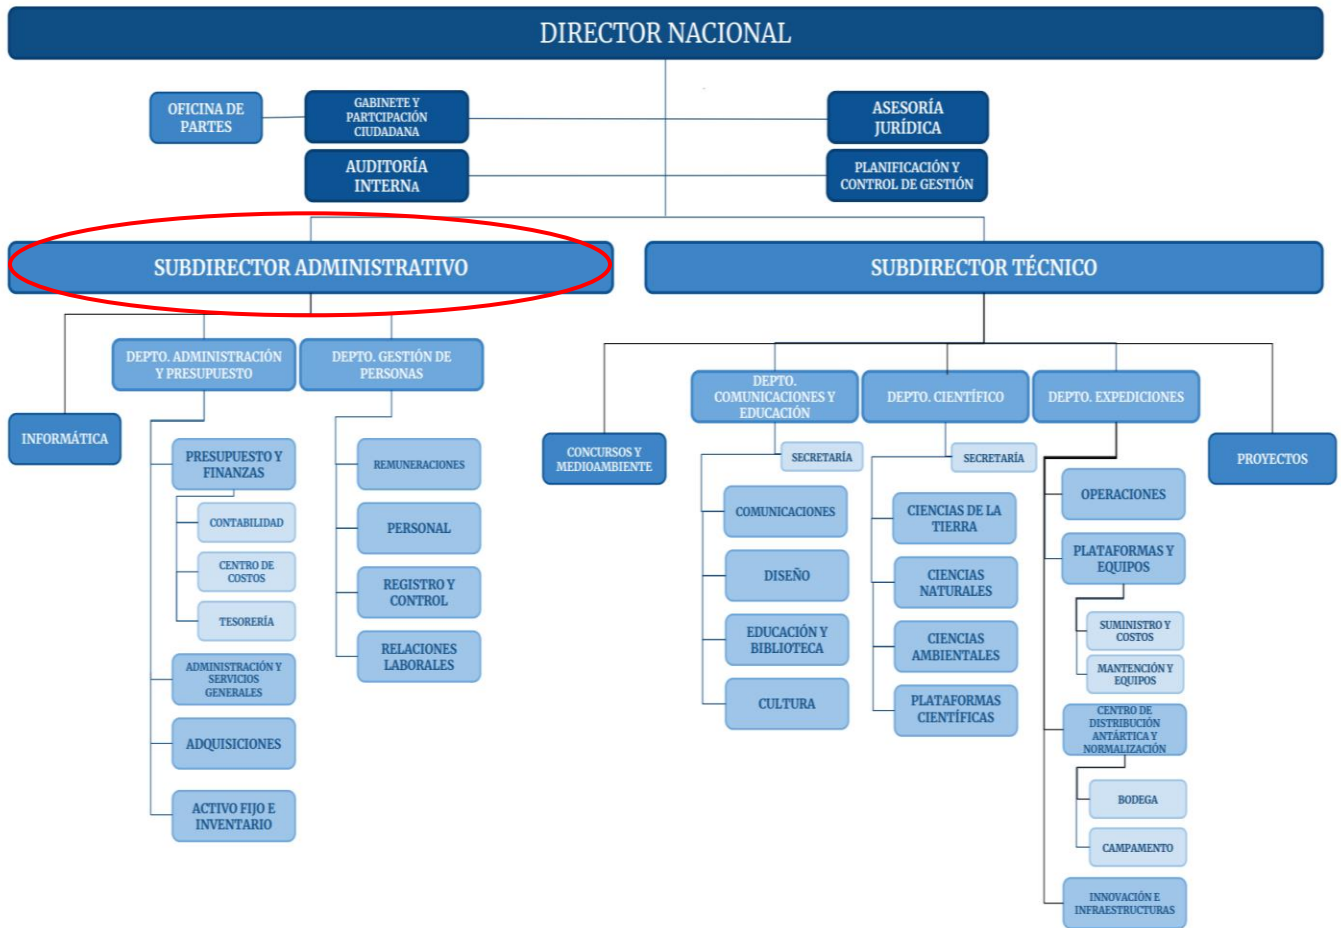 DIRECTOR NACIONAL
OFICINA DE
PARTES
GABINETE Y
PARTCIPACIÓN
CIUDADANA
ASESORÍA
JURÍDICA
AUDITORÍA
INTERNA
PLANIFICACIÓN Y
CONTROL DE GESTIÓN
SUBDIRECTOR ADMINISTRATIVO
SUBDIRECTOR TÉCNICO
INFORMÁTICA
DEPTO. ADMINISTRACIÓN
Y PRESUPUESTO
PRESUPUESTO Y
FINANZAS
CONTABILIDAD
CENTRO DE
COSTOS
TESORERÍA
ADMINISTRACIÓN Y
SERVICIOS
GENERALES
ADQUISICIONES
ACTIVO FIJO E
INVENTARIO
DEPTO. GESTIÓN DE
PERSONAS
REMUNERACIONES
PERSONAL
REGISTRO Y
CONTROL
RELACIONES
LABORALES
CONCURSOS Y
MEDIOAMBIENTE
DEPTO.
COMUNICACIONES Y
EDUCACIÓN
SECRETARÍA
COMUNICACIONES
DISEÑO
EDUCACIÓN Y
BIBLIOTECA
CULTURA
DEPTO. CIENTÍFICO
SECRETARÍA
CIENCIAS DE LA
TIERRA
CIENCIAS
NATURALES
CIENCIAS
AMBIENTALES
PLATAFORMAS
CIENTÍFICAS
DEPTO. EXPEDICIONES
OPERACIONES
PLATAFORMAS Y
EQUIPOS
SUMINISTRO Y
COSTOS
MANTENCIÓN Y
EQUIPOS
CENTRO DE
DISTRIBUCIÓN
ANTÁRTICA Y
NORMALIZACIÓN
BODEGA
CAMPAMENTO
INNOVACIÓN E
INFRAESTRUCTURAS
PROYECTOS